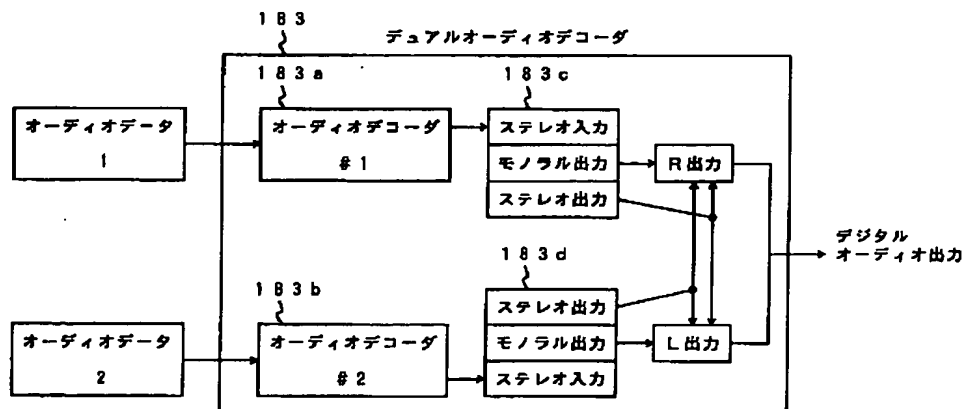 183
デュアルオーディオデコーダ
183a
183c
オーディオデータ
1
オーディオデコーダ
#1
ステレオ入力
モノラル出力
ステレオ出力
R出力
デジタル
オーディオ出力
183d
183b
ステレオ出力
モノラル出力
ステレオ入力
L出力
オーディオデータ
2
オーディオデコーダ
#2